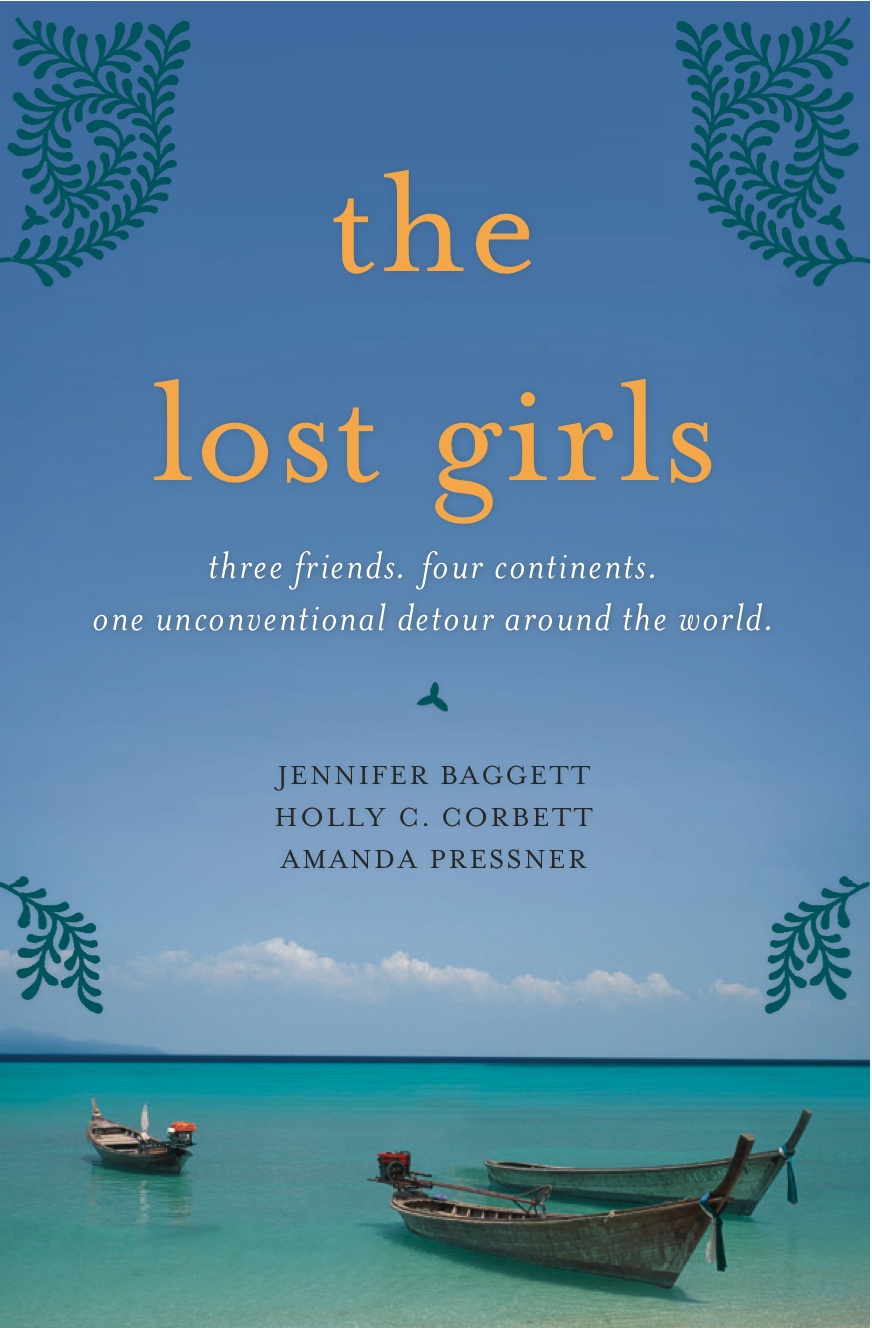 the
lost girls
three friends. four continents.
one unconventional detour around the world.
JENNIFER BAGGETT
HOLLY C. CORBETT
AMANDA PRESSNER